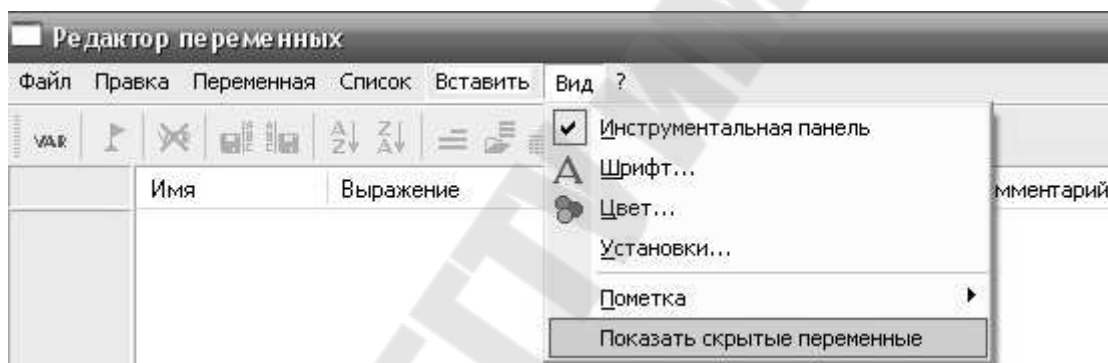 Редактор переменных
Файл Правка Переменная Список Вставить Вид ?
VAR
Инструментальная панель
Шрифт...
Цвет...
Установки...
Пометка
Показать скрытые переменные
Имя Выражение мментарий